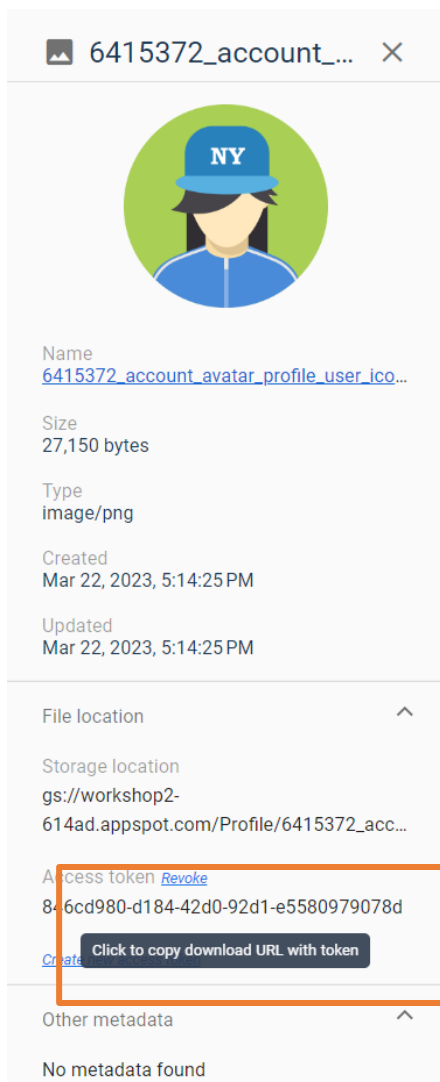 6415372_account_...
NY
Name
6415372_account_avatar_profile_user_ico...
Size
27,150 bytes
Type
image/png
Created
Mar 22, 2023, 5:14:25 PM
Updated
Mar 22, 2023, 5:14:25 PM
File location
Storage location
gs://workshop2-
614ad.appspot.com/Profile/6415372_acc...
Access token Revoke
846cd980-d184-42d0-92d1-e5580979078d
Click to copy download URL with token
Create
Other metadata
No metadata found